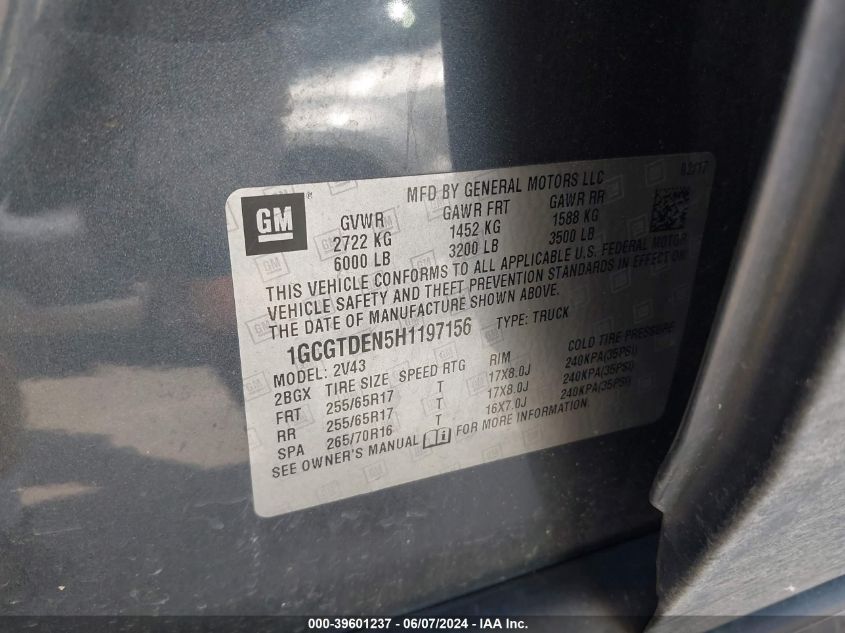 MFD BY GENERAL MOTORS LLC 03/17
GM
GVWR GAWR FRT GAWR RR
2722 KG 1452 KG 1588 KG
6000 LB 3200 LB 3500 LB
THIS VEHICLE CONFORMS TO ALL APPLICABLE U.S. FEDERAL MOTOR
VEHICLE SAFETY AND THEFT PREVENTION STANDARDS IN EFFECT ON
THE DATE OF MANUFACTURE SHOWN ABOVE.
1GCGTDEN5H1197156 TYPE: TRUCK
MODEL: 2V43
2BGX TIRE SIZE SPEED RTG RIM COLD TIRE PRESSURE
FRT 255/65R17 T 17X8.0J 240KPA(35PSI)
RR 255/65R17 T 17X8.0J 240KPA(35PSI)
SPA 265/70R16 T 16X7.0J 240KPA(35PSI)
SEE OWNER'S MANUAL FOR MORE INFORMATION.
000-39601237 - 06/07/2024 - IAA Inc.